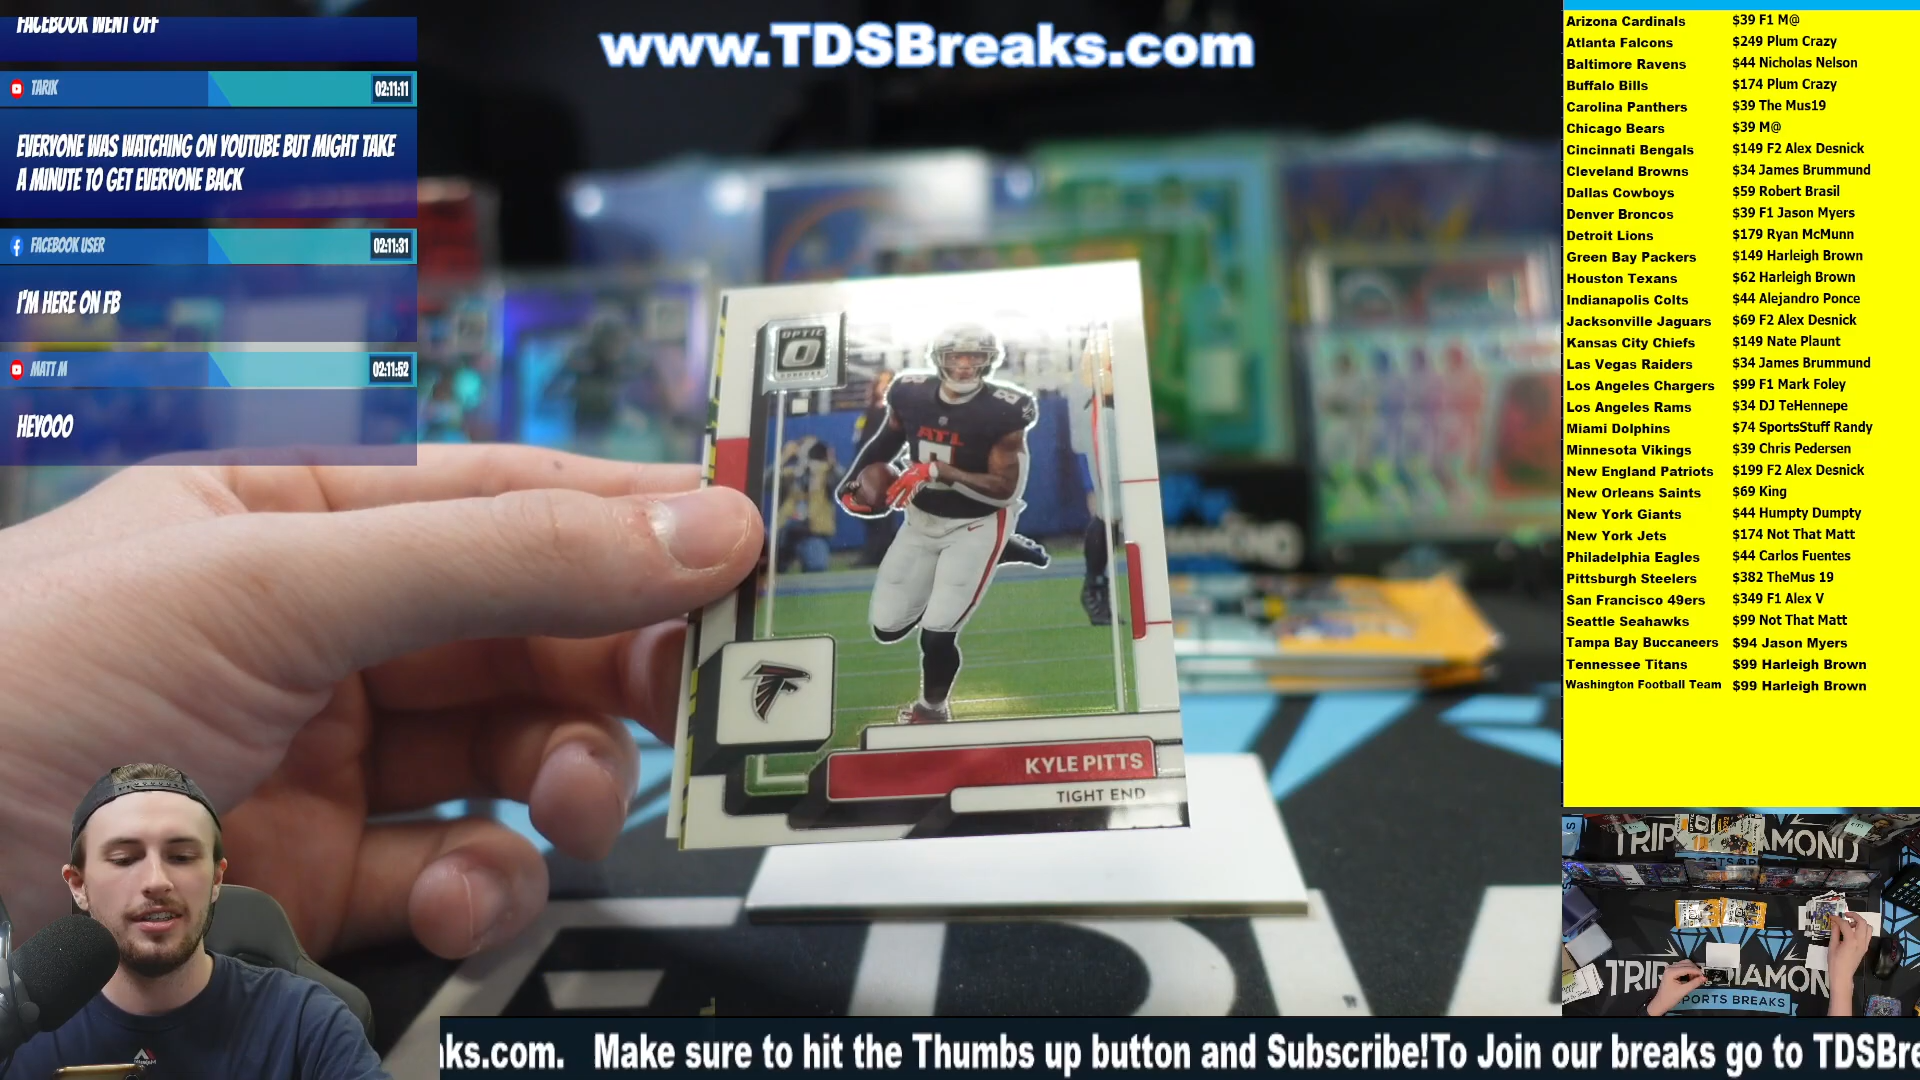 FACEBOOK WENT OFF
TARIK
02:11:11
EVERYONE WAS WATCHING ON YOUTUBE BUT MIGHT TAKE
A MINUTE TO GET EVERYONE BACK
FACEBOOK USER
02:11:31
I'M HERE ON FB
MATT M
02:11:52
HEYOOO
www.TDSBreaks.com
OPTIC
DONRUSS
ATL
8
KYLE PITTS
TIGHT END
Arizona Cardinals $39 F1 M@
Atlanta Falcons $249 Plum Crazy
Baltimore Ravens $44 Nicholas Nelson
Buffalo Bills $174 Plum Crazy
Carolina Panthers $39 The Mus19
Chicago Bears $39 M@
Cincinnati Bengals $149 F2 Alex Desnick
Cleveland Browns $34 James Brummund
Dallas Cowboys $59 Robert Brasil
Denver Broncos $39 F1 Jason Myers
Detroit Lions $179 Ryan McMunn
Green Bay Packers $149 Harleigh Brown
Houston Texans $62 Harleigh Brown
Indianapolis Colts $44 Alejandro Ponce
Jacksonville Jaguars $69 F2 Alex Desnick
Kansas City Chiefs $149 Nate Plaunt
Las Vegas Raiders $34 James Brummund
Los Angeles Chargers $99 F1 Mark Foley
Los Angeles Rams $34 DJ TeHennepe
Miami Dolphins $74 SportsStuff Randy
Minnesota Vikings $39 Chris Pedersen
New England Patriots $199 F2 Alex Desnick
New Orleans Saints $69 King
New York Giants $44 Humpty Dumpty
New York Jets $174 Not That Matt
Philadelphia Eagles $44 Carlos Fuentes
Pittsburgh Steelers $382 TheMus 19
San Francisco 49ers $349 F1 Alex V
Seattle Seahawks $99 Not That Matt
Tampa Bay Buccaneers $94 Jason Myers
Tennessee Titans $99 Harleigh Brown
Washington Football Team $99 Harleigh Brown
TRIP AMOND
TRIP DIAMON
PORTS BREAKS
ks.com. Make sure to hit the Thumbs up button and Subscribe!To Join our breaks go to TDSBre